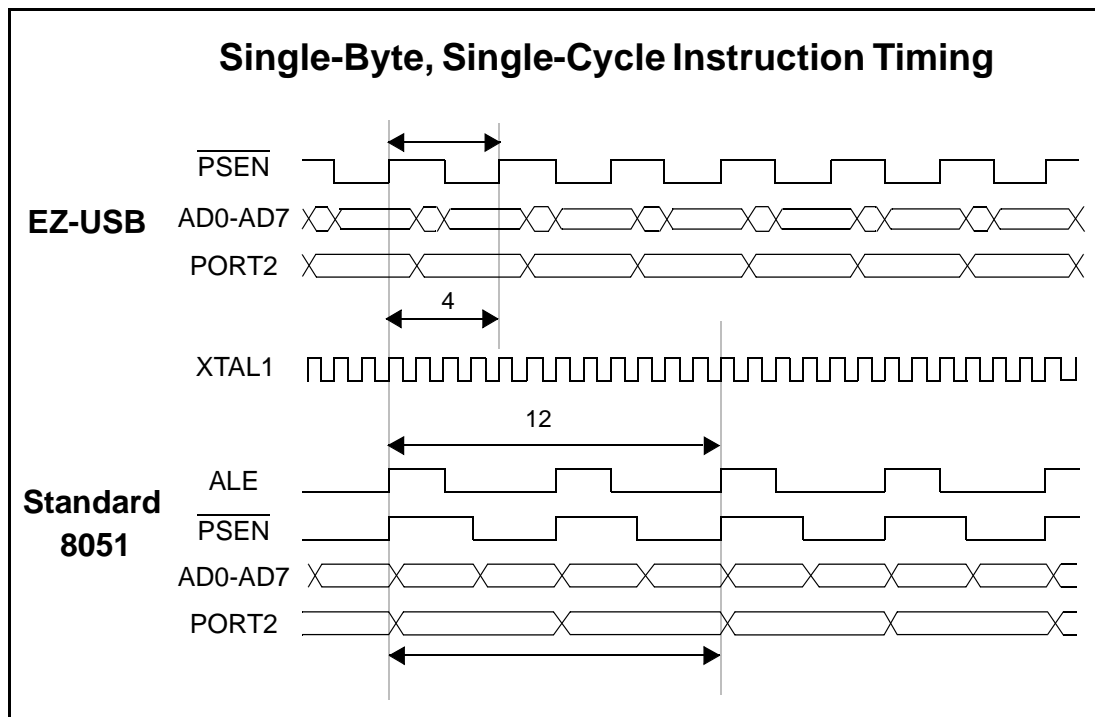 Single-Byte, Single-Cycle Instruction Timing
PSEN
EZ-USB
AD0-AD7
PORT2
4
XTAL1
12
ALE
Standard
8051
PSEN
AD0-AD7
PORT2